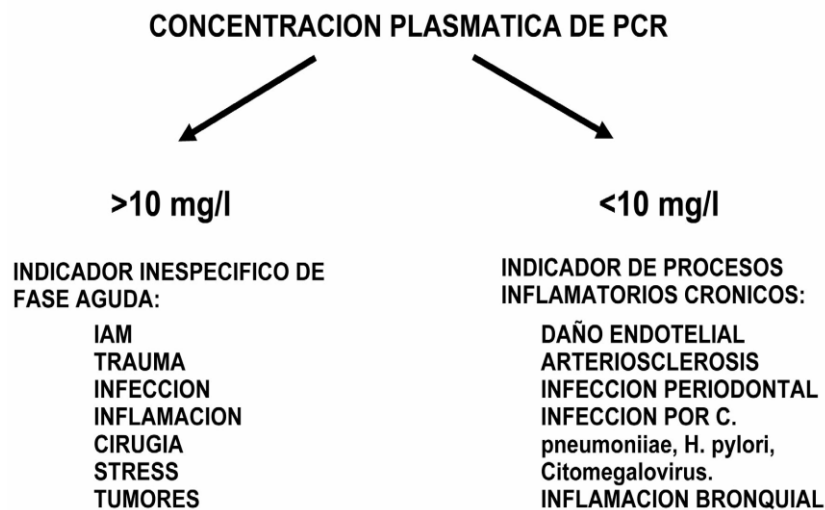 CONCENTRACION PLASMATICA DE PCR
>10 mg/l
INDICADOR INESPECIFICO DE
FASE AGUDA:
IAM
TRAUMA
INFECCION
INFLAMACION
CIRUGIA
STRESS
TUMORES
<10 mg/l
INDICADOR DE PROCESOS
INFLAMATORIOS CRONICOS:
DAÑO ENDOTELIAL
ARTERIOSCLEROSIS
INFECCION PERIODONTAL
INFECCION POR C.
pneumoniiae, H. pylori,
Citomegalovirus.
INFLAMACION BRONQUIAL